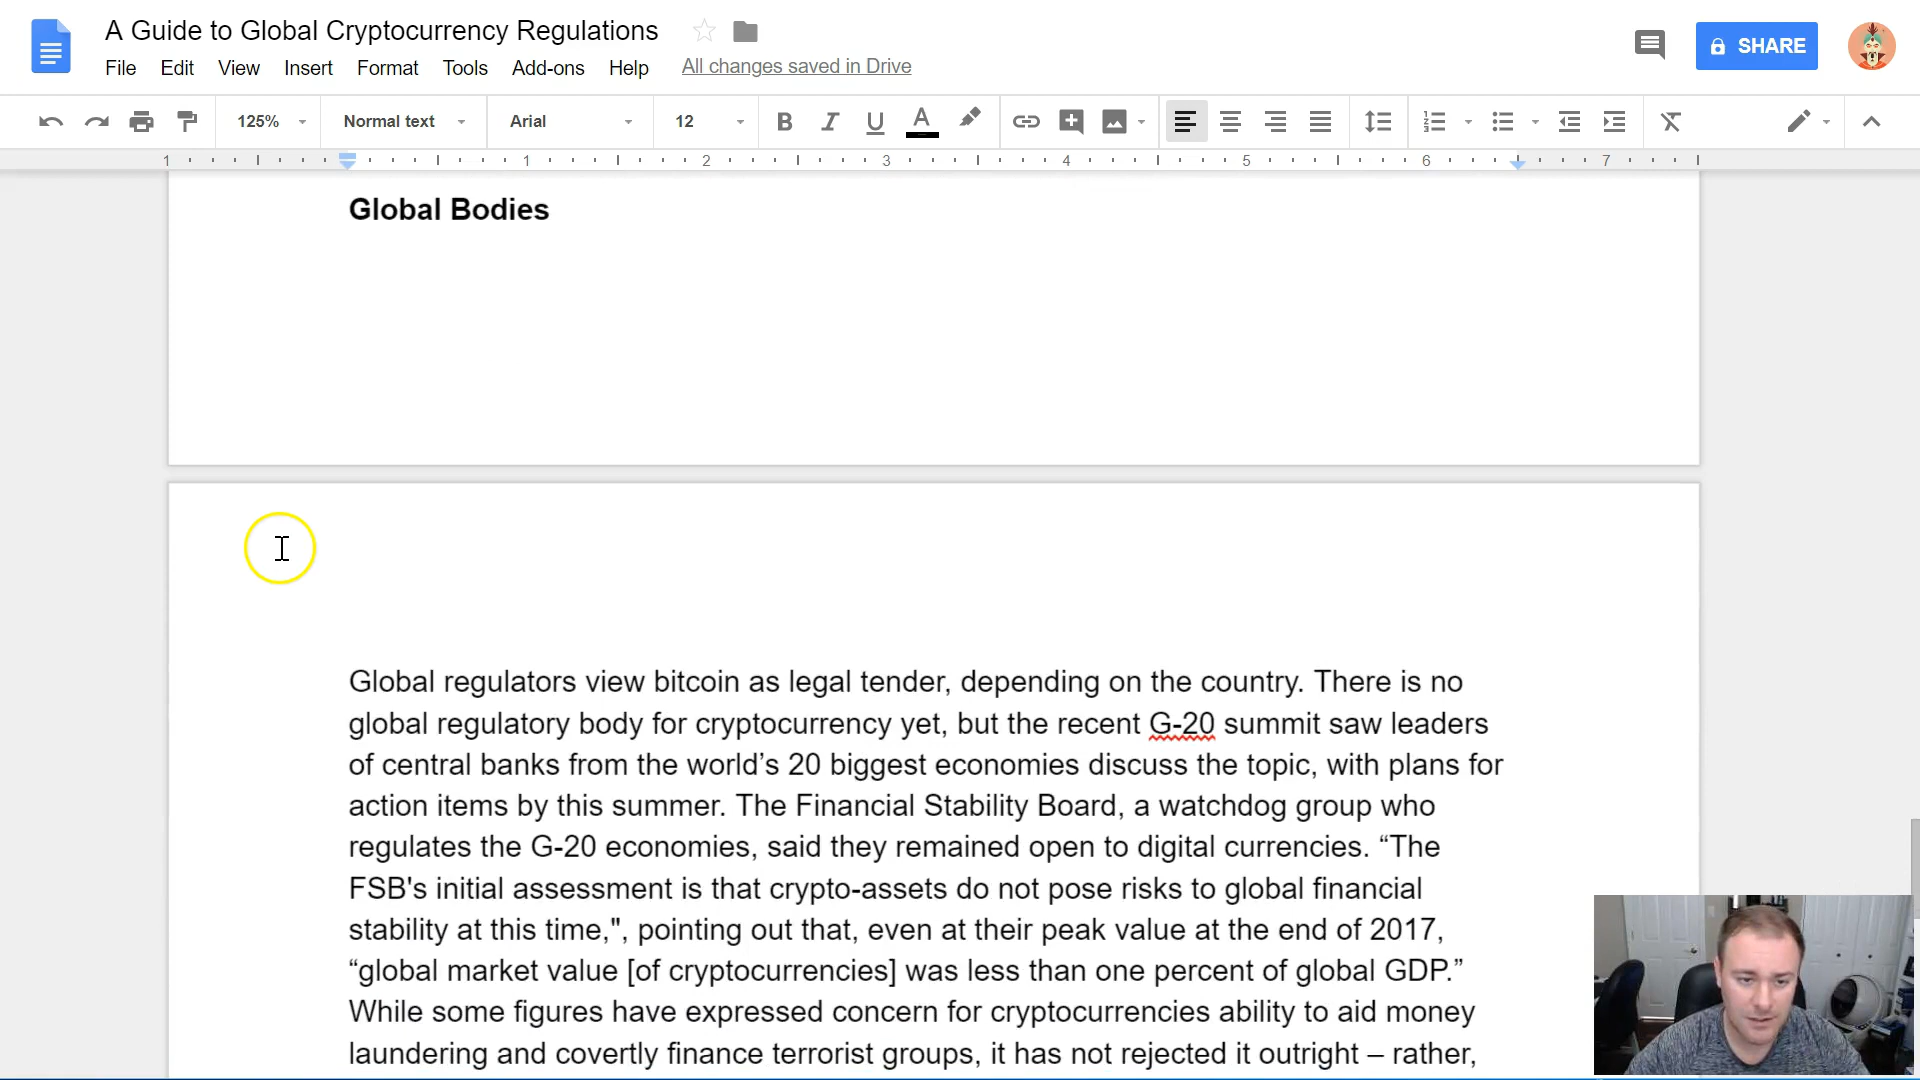 A Guide to Global Cryptocurrency Regulations
File Edit View Insert Format Tools Add-ons Help All changes saved in Drive
SHARE
125% Normal text Arial 12
1 1 2 3 4 5 6 7
Global Bodies
Global regulators view bitcoin as legal tender, depending on the country. There is no
global regulatory body for cryptocurrency yet, but the recent G-20 summit saw leaders
of central banks from the world’s 20 biggest economies discuss the topic, with plans for
action items by this summer. The Financial Stability Board, a watchdog group who
regulates the G-20 economies, said they remained open to digital currencies. “The
FSB's initial assessment is that crypto-assets do not pose risks to global financial
stability at this time,", pointing out that, even at their peak value at the end of 2017,
“global market value [of cryptocurrencies] was less than one percent of global GDP.”
While some figures have expressed concern for cryptocurrencies ability to aid money
laundering and covertly finance terrorist groups, it has not rejected it outright – rather,